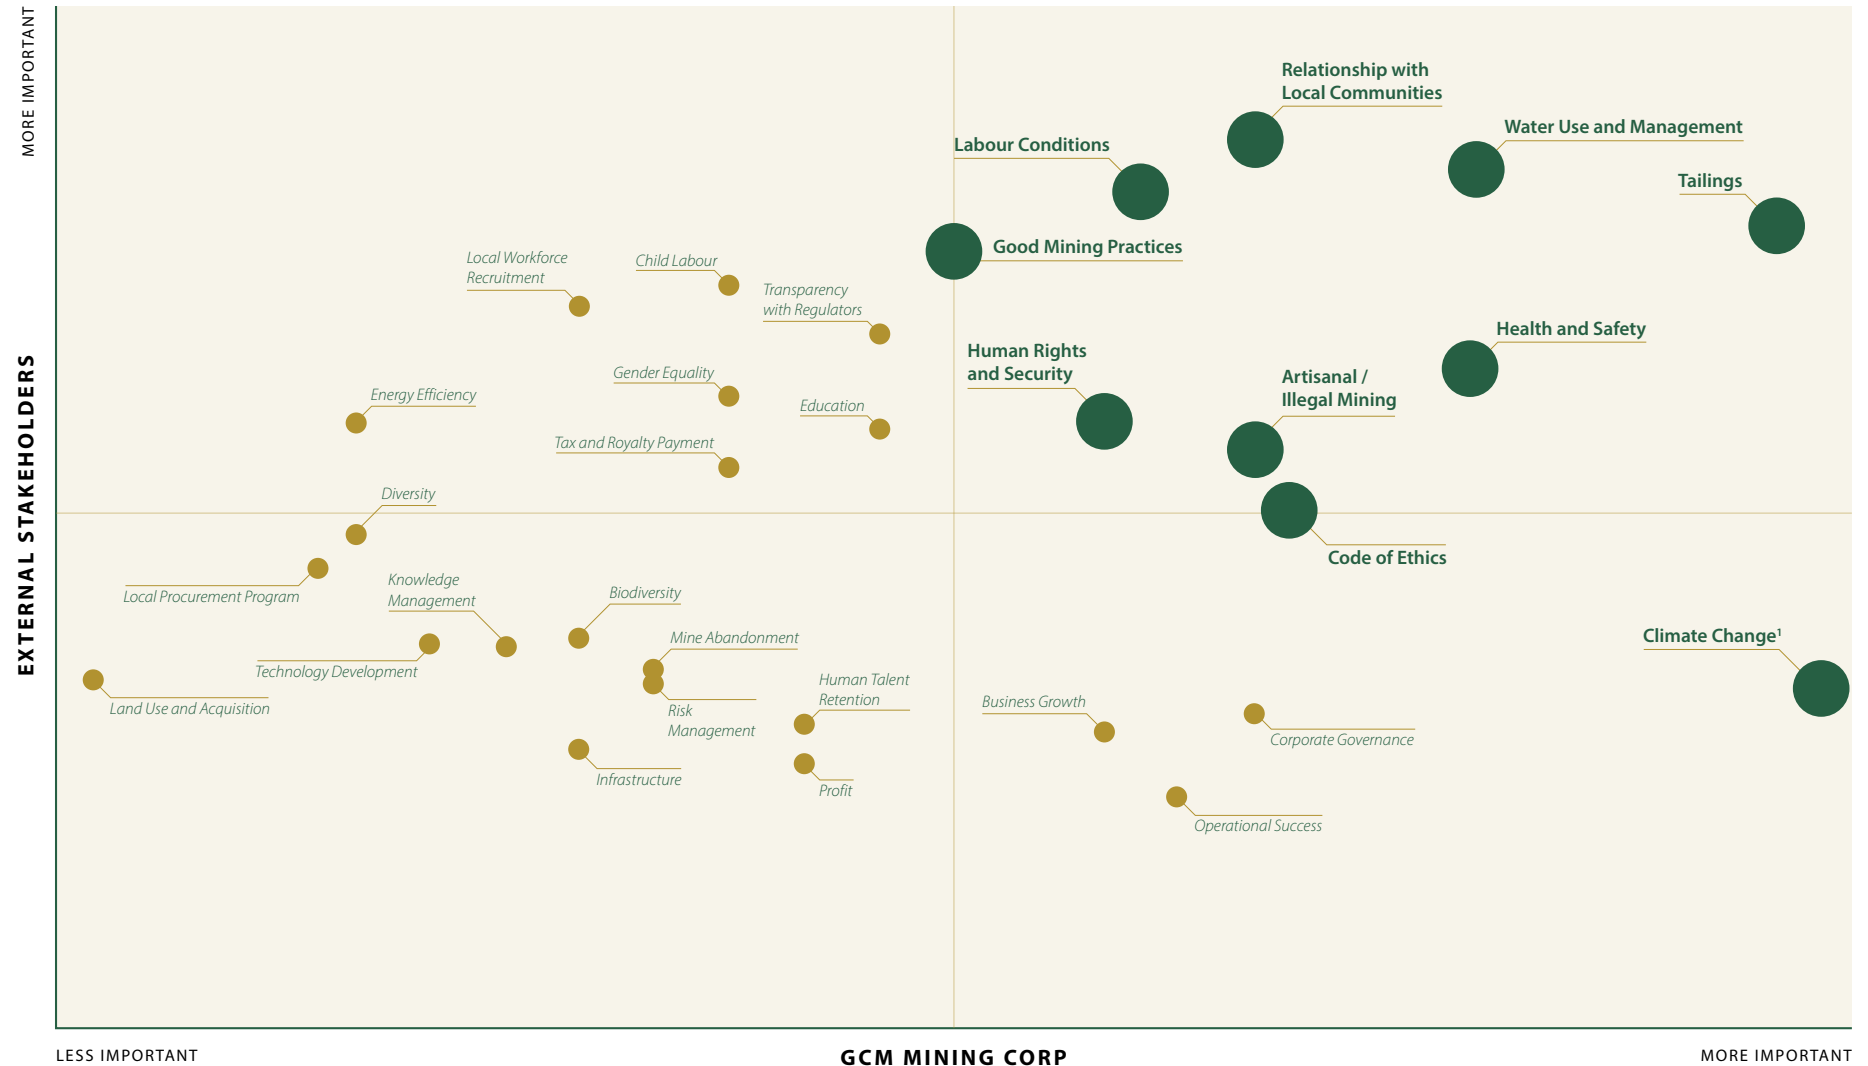 MORE IMPORTANT
EXTERNAL STAKEHOLDERS
Relationship with
Local Communities
Water Use and Management
Labour Conditions
Tailings
Good Mining Practices
Local Workforce
Recruitment
Child Labour
Transparency
with Regulators
Health and Safety
Human Rights
and Security
Artisanal /
Illegal Mining
Gender Equality
Energy Efficiency
Education
Tax and Royalty Payment
Diversity
Code of Ethics
Local Procurement Program
Knowledge
Management
Biodiversity
Mine Abandonment
Climate Change¹
Technology Development
Land Use and Acquisition
Risk
Management
Human Talent
Retention
Business Growth
Corporate Governance
Infrastructure
Profit
Operational Success
LESS IMPORTANT
GCM MINING CORP
MORE IMPORTANT